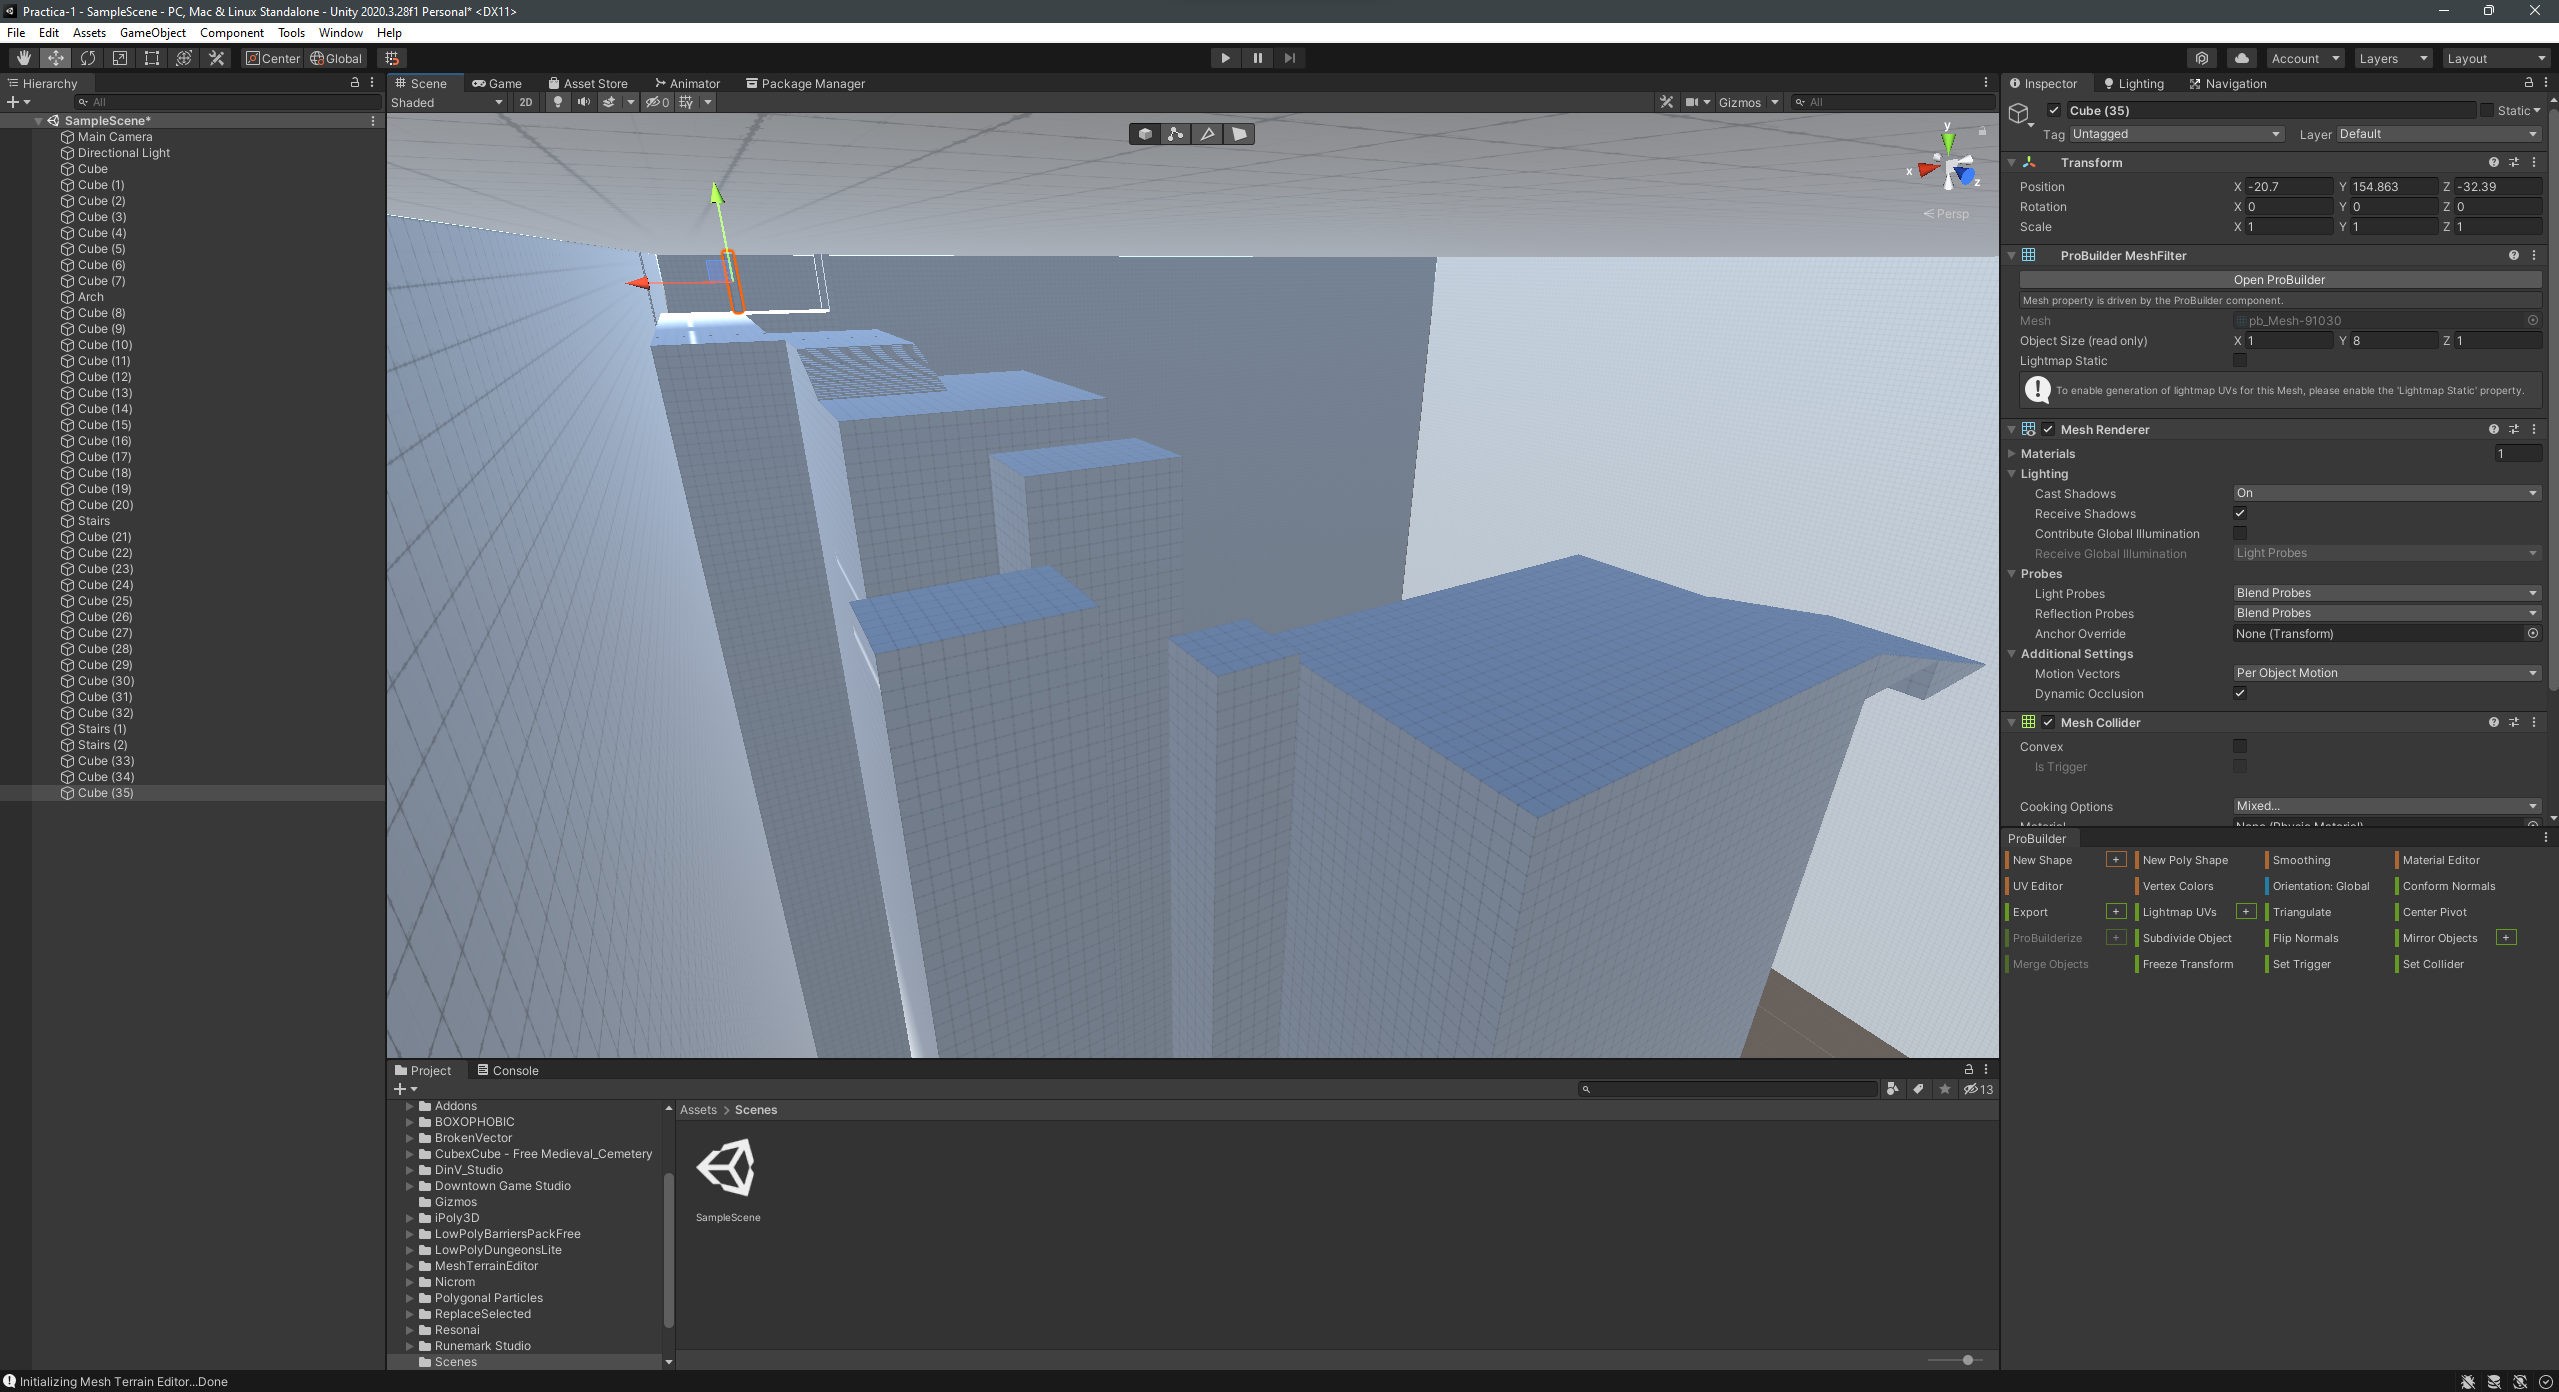 Practica-1 - SampleScene - PC, Mac & Linux Standalone - Unity 2020.3.28f1 Personal* <DX11>
File Edit Assets GameObject Component Tools Window Help
Center Global
Account Layers Layout
Hierarchy
All
SampleScene*
Main Camera
Directional Light
Cube
Cube (1)
Cube (2)
Cube (3)
Cube (4)
Cube (5)
Cube (6)
Cube (7)
Arch
Cube (8)
Cube (9)
Cube (10)
Cube (11)
Cube (12)
Cube (13)
Cube (14)
Cube (15)
Cube (16)
Cube (17)
Cube (18)
Cube (19)
Cube (20)
Stairs
Cube (21)
Cube (22)
Cube (23)
Cube (24)
Cube (25)
Cube (26)
Cube (27)
Cube (28)
Cube (29)
Cube (30)
Cube (31)
Cube (32)
Stairs (1)
Stairs (2)
Cube (33)
Cube (34)
Cube (35)
Scene Game Asset Store Animator Package Manager
Shaded 2D 0 Gizmos All
y
x
z
Persp
Project Console
13
Addons
BOXOPHOBIC
BrokenVector
CubexCube - Free Medieval_Cemetery
DinV_Studio
Downtown Game Studio
Gizmos
iPoly3D
LowPolyBarriersPackFree
LowPolyDungeonsLite
MeshTerrainEditor
Nicrom
Polygonal Particles
ReplaceSelected
Resonai
Runemark Studio
Scenes
Assets > Scenes
SampleScene
Inspector Lighting Navigation
Cube (35) Static
Tag Untagged Layer Default
Transform
Position X -20.7 Y 154.863 Z -32.39
Rotation X 0 Y 0 Z 0
Scale X 1 Y 1 Z 1
ProBuilder MeshFilter
Open ProBuilder
Mesh property is driven by the ProBuilder component.
Mesh pb_Mesh-91030
Object Size (read only) X 1 Y 8 Z 1
Lightmap Static
To enable generation of lightmap UVs for this Mesh, please enable the 'Lightmap Static' property.
Mesh Renderer
Materials 1
Lighting
Cast Shadows On
Receive Shadows
Contribute Global Illumination
Receive Global Illumination Light Probes
Probes
Light Probes Blend Probes
Reflection Probes Blend Probes
Anchor Override None (Transform)
Additional Settings
Motion Vectors Per Object Motion
Dynamic Occlusion
Mesh Collider
Convex
Is Trigger
Cooking Options Mixed...
Material None (Physic Material)
ProBuilder
New Shape + New Poly Shape Smoothing Material Editor
UV Editor Vertex Colors Orientation: Global Conform Normals
Export + Lightmap UVs + Triangulate Center Pivot
ProBuilderize + Subdivide Object Flip Normals Mirror Objects +
Merge Objects Freeze Transform Set Trigger Set Collider
Initializing Mesh Terrain Editor...Done